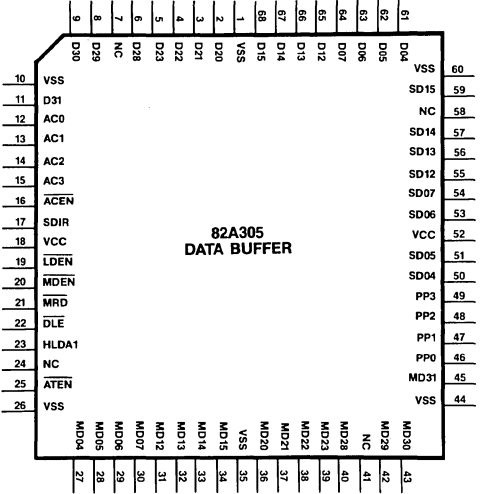 9 8 7 6 5 4 3 2 1 68 67 66 65 64 63 62 61
D30 D29 NC D28 D23 D22 D21 D20 VSS D15 D14 D13 D12 D07 D06 D05 D04
10 VSS
11 D31
12 AC0
13 AC1
14 AC2
15 AC3
16 ACEN
17 SDIR
18 VCC
19 LDEN
20 MDEN
21 MRD
22 DLE
23 HLDA1
24 NC
25 ATEN
26 VSS
82A305
DATA BUFFER
VSS 60
SD15 59
NC 58
SD14 57
SD13 56
SD12 55
SD07 54
SD06 53
VCC 52
SD05 51
SD04 50
PP3 49
PP2 48
PP1 47
PP0 46
MD31 45
VSS 44
MD04 MD05 MD06 MD07 MD12 MD13 MD14 MD15 VSS MD20 MD21 MD22 MD23 MD28 NC MD29 MD30
27 28 29 30 31 32 33 34 35 36 37 38 39 40 41 42 43